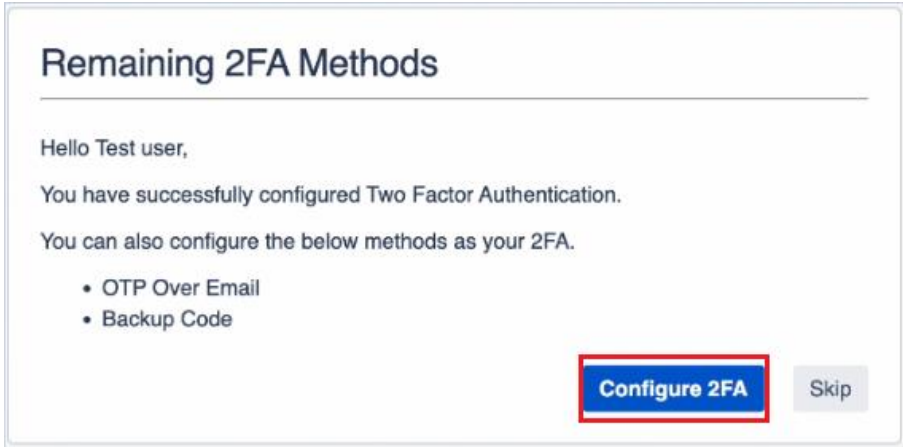 Remaining 2FA Methods
Hello Test user,
You have successfully configured Two Factor Authentication.
You can also configure the below methods as your 2FA.
• OTP Over Email
• Backup Code
Configure 2FA Skip